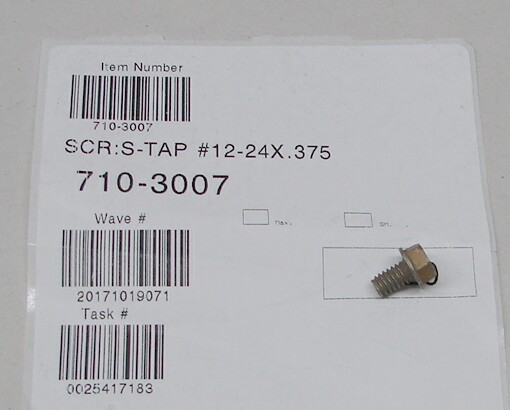 Item Number
710-3007
SCR:S-TAP #12-24X.375
710-3007
Wave #
20171019071
Task #
0025417183